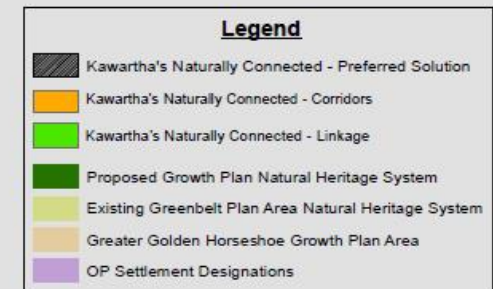 Legend
Kawartha's Naturally Connected - Preferred Solution
Kawartha's Naturally Connected - Corridors
Kawartha's Naturally Connected - Linkage
Proposed Growth Plan Natural Heritage System
Existing Greenbelt Plan Area Natural Heritage System
Greater Golden Horseshoe Growth Plan Area
OP Settlement Designations